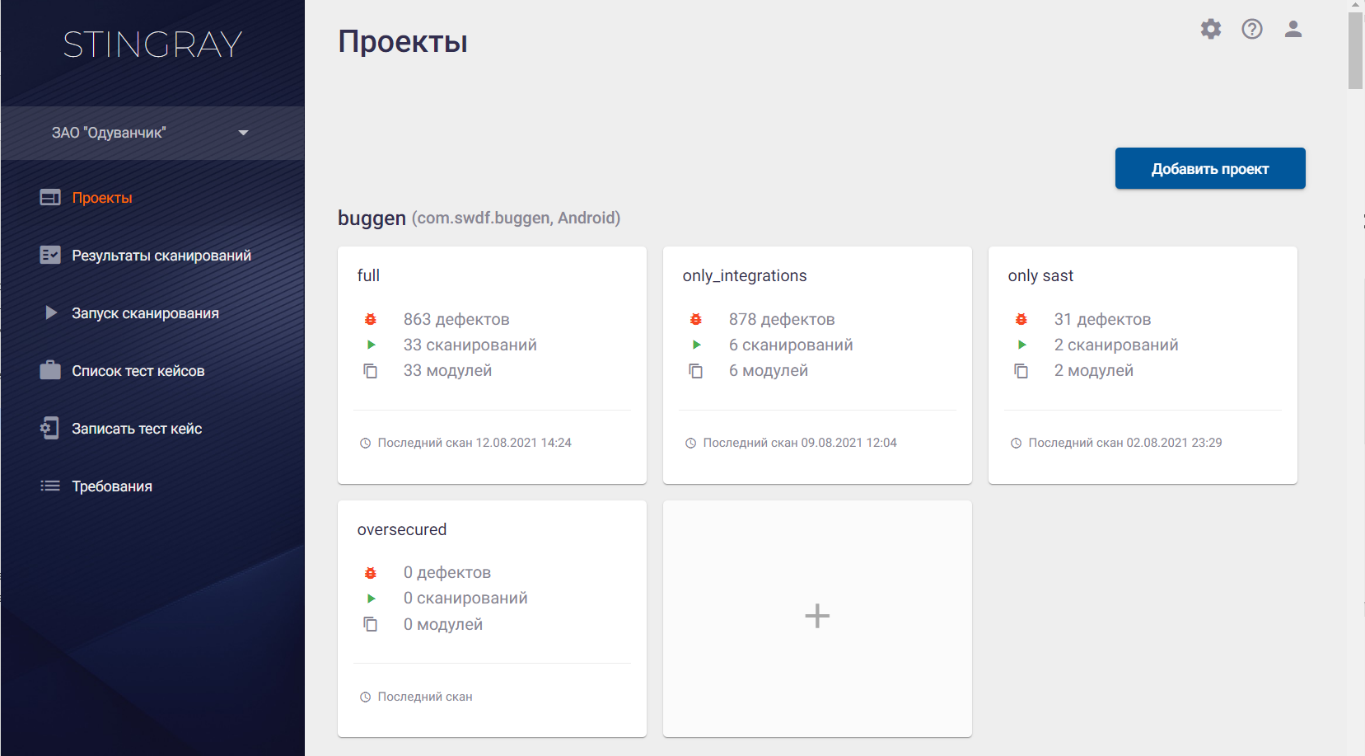 STINGRAY
ЗАО "Одуванчик"
Проекты
Результаты сканирований
Запуск сканирования
Список тест кейсов
Записать тест кейс
Требования
Проекты
Добавить проект
buggen (com.swdf.buggen, Android)
full
863 дефектов
33 сканирований
33 модулей
Последний скан 12.08.2021 14:24
only_integrations
878 дефектов
6 сканирований
6 модулей
Последний скан 09.08.2021 12:04
only sast
31 дефектов
2 сканирований
2 модулей
Последний скан 02.08.2021 23:29
oversecured
0 дефектов
0 сканирований
0 модулей
Последний скан